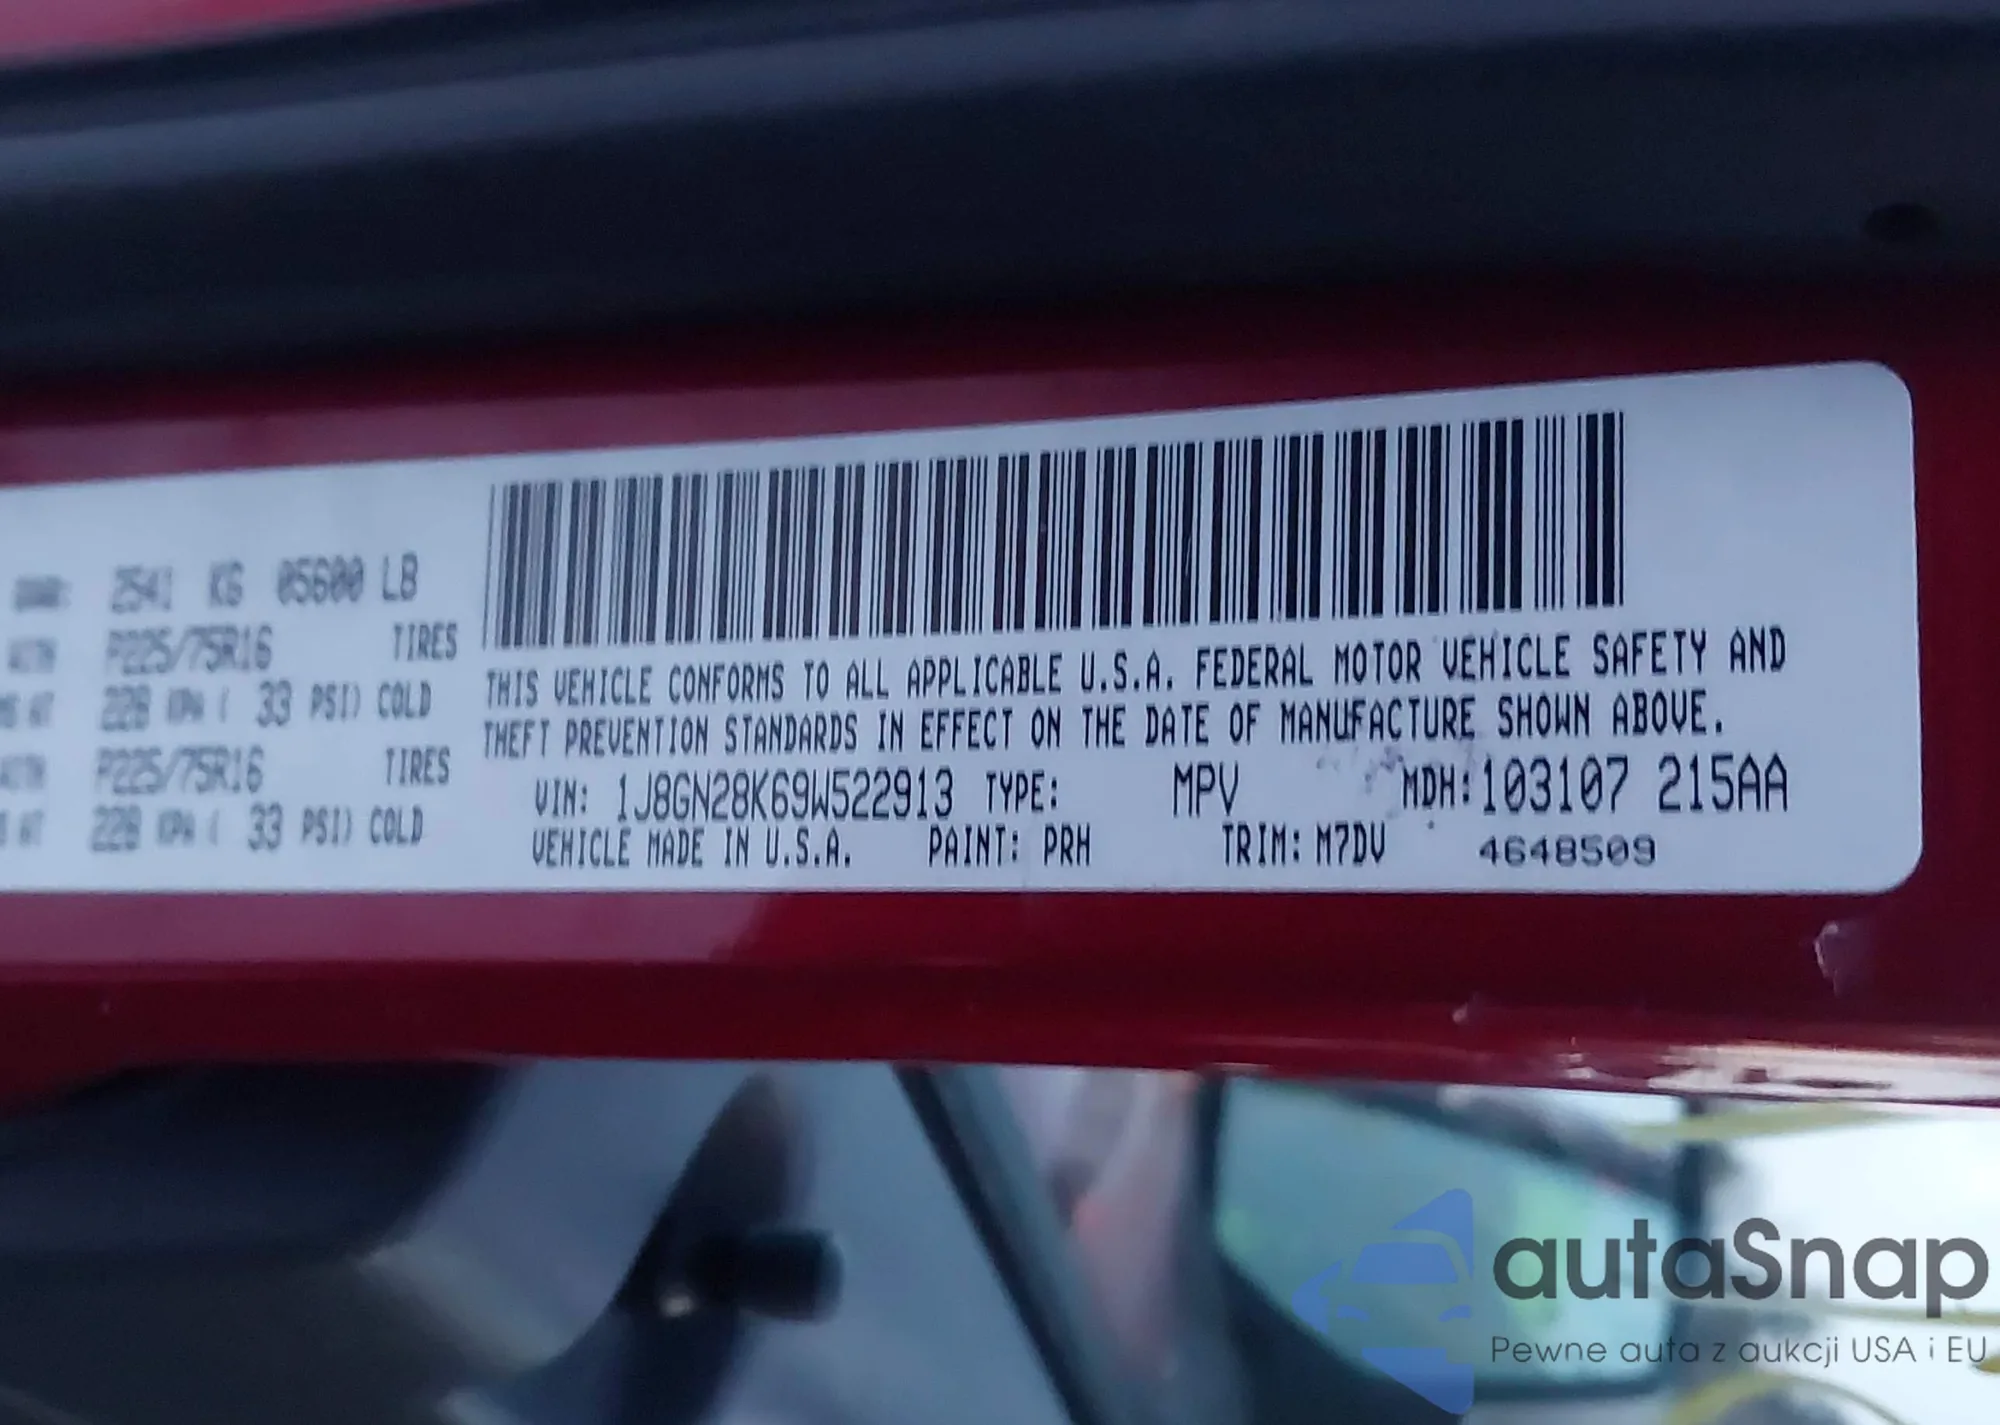 2541 KG 05600 LB
P225/75R16 TIRES
228 KPA ( 33 PSI) COLD
P225/75R16 TIRES
228 KPA ( 33 PSI) COLD
THIS VEHICLE CONFORMS TO ALL APPLICABLE U.S.A. FEDERAL MOTOR VEHICLE SAFETY AND
THEFT PREVENTION STANDARDS IN EFFECT ON THE DATE OF MANUFACTURE SHOWN ABOVE.
VIN: 1J8GN28K69W522913 TYPE: MPV MDH:103107 215AA
VEHICLE MADE IN U.S.A. PAINT: PRH TRIM: M7DV 4648509
autaSnap
Pewne auta z aukcji USA i EU